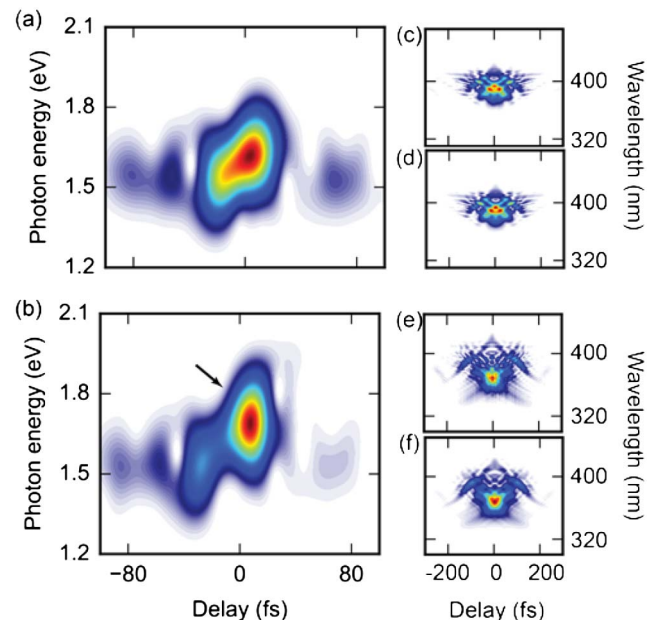 (a)
Photon energy (eV)
2.1
1.8
1.5
1.2
(c)
400
320
(d)
400
320
Wavelength (nm)
(b)
Photon energy (eV)
2.1
1.8
1.5
1.2
−80
0
80
Delay (fs)
(e)
400
320
(f)
400
320
Wavelength (nm)
-200
0
200
Delay (fs)